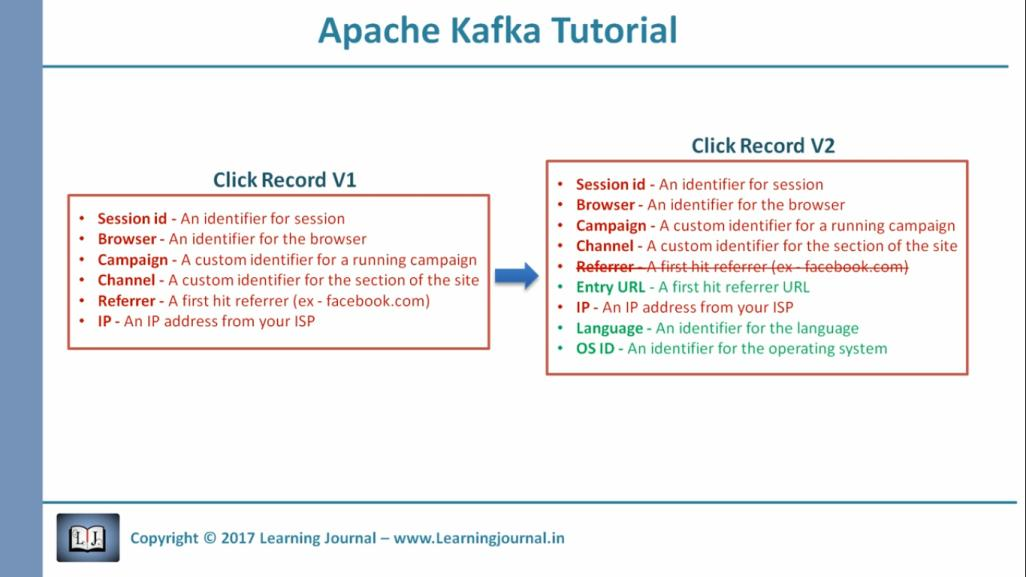 Apache Kafka Tutorial
Click Record V1
• Session id - An identifier for session
• Browser - An identifier for the browser
• Campaign - A custom identifier for a running campaign
• Channel - A custom identifier for the section of the site
• Referrer - A first hit referrer (ex - facebook.com)
• IP - An IP address from your ISP
Click Record V2
• Session id - An identifier for session
• Browser - An identifier for the browser
• Campaign - A custom identifier for a running campaign
• Channel - A custom identifier for the section of the site
• Referrer - A first hit referrer (ex - facebook.com)
• Entry URL - A first hit referrer URL
• IP - An IP address from your ISP
• Language - An identifier for the language
• OS ID - An identifier for the operating system
LJ
Copyright © 2017 Learning Journal – www.Learningjournal.in